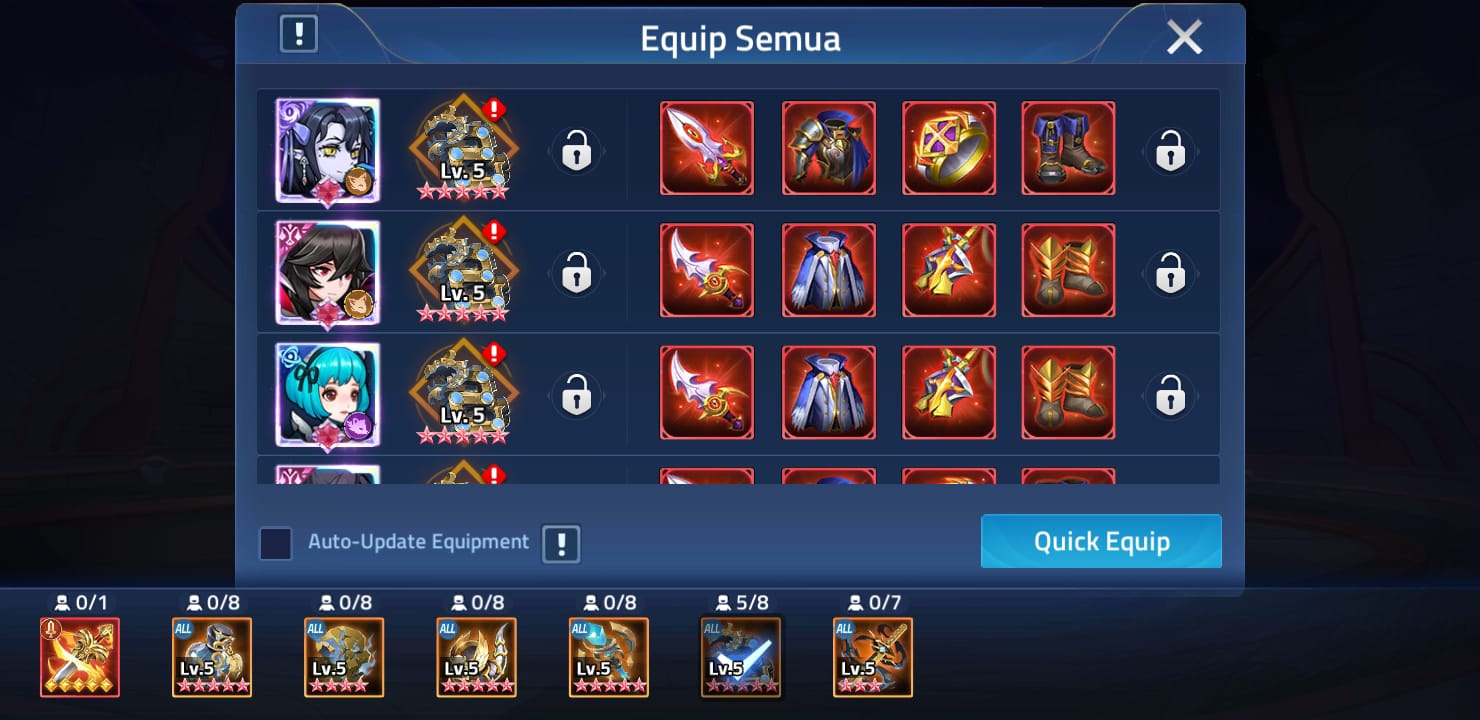 Equip Semua
Lv. 5
Lv. 5
Lv. 5
Auto-Update Equipment
Quick Equip
0/1 0/8 0/8 0/8 0/8 5/8 0/7
ALL ALL ALL ALL ALL ALL
Lv.5 Lv.5 Lv.5 Lv.5 Lv.5 Lv.5